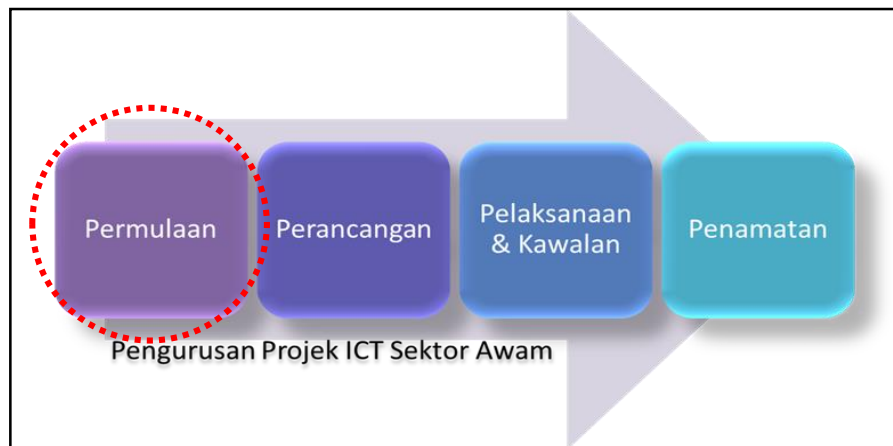 Permulaan
Perancangan
Pelaksanaan
& Kawalan
Penamatan
Pengurusan Projek ICT Sektor Awam